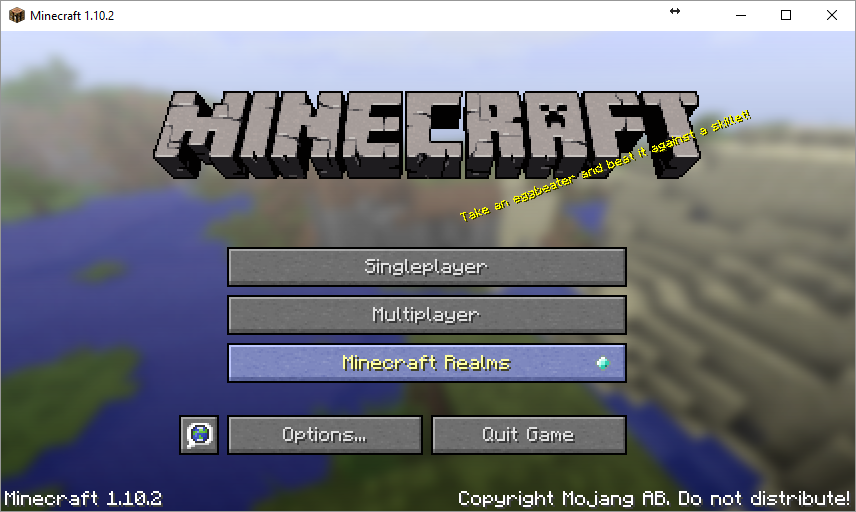 Minecraft 1.10.2
MINECRAFT
Take an eggbeater and beat it against a skillet!
Singleplayer
Multiplayer
Minecraft Realms
Options...
Quit Game
Minecraft 1.10.2
Copyright Mojang AB. Do not distribute!